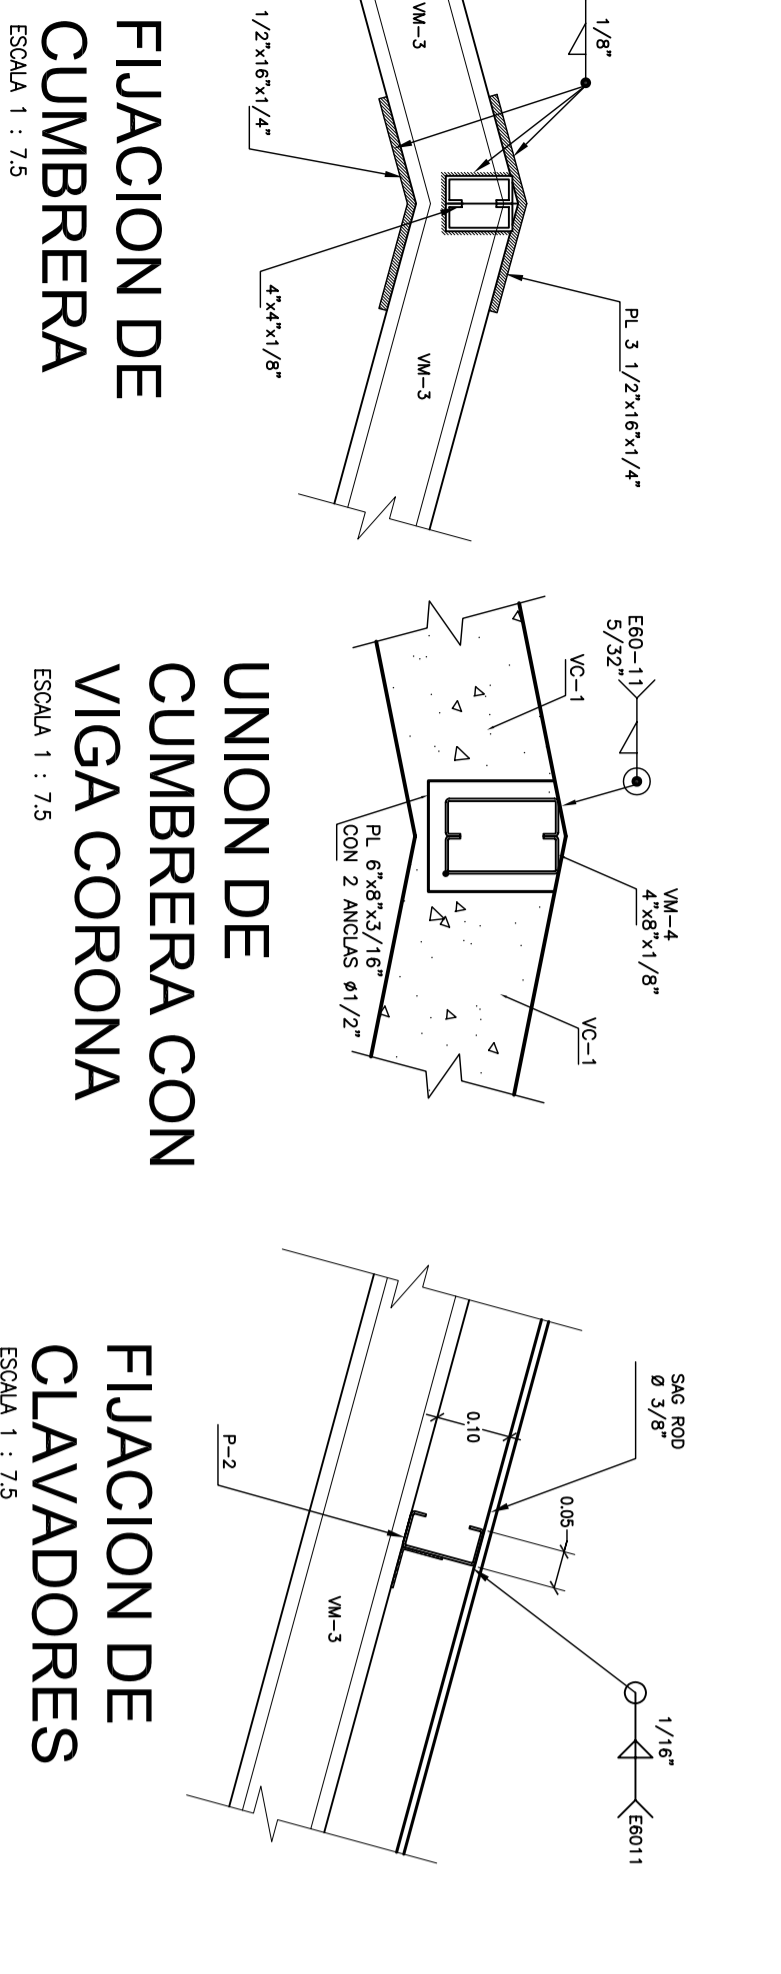 1/8"
VM-3
1/2"x16"x1/4"
PL 3 1/2"x16"x1/4"
VM-3
4"x4"x1/8"
FIJACION DE
CUMBRERA
ESCALA 1 : 7.5
E60-11
5/32"
VC-1
VM-4
4"x8"x1/8"
VC-1
PL 6"x8"x3/16"
CON 2 ANCLAS ø1/2"
UNION DE
CUMBRERA CON
VIGA CORONA
ESCALA 1 : 7.5
SAG ROD
Ø 3/8"
0.10
0.05
1/16"
E6011
P-2
VM-3
FIJACION DE
CLAVADORES
ESCALA 1 : 7.5